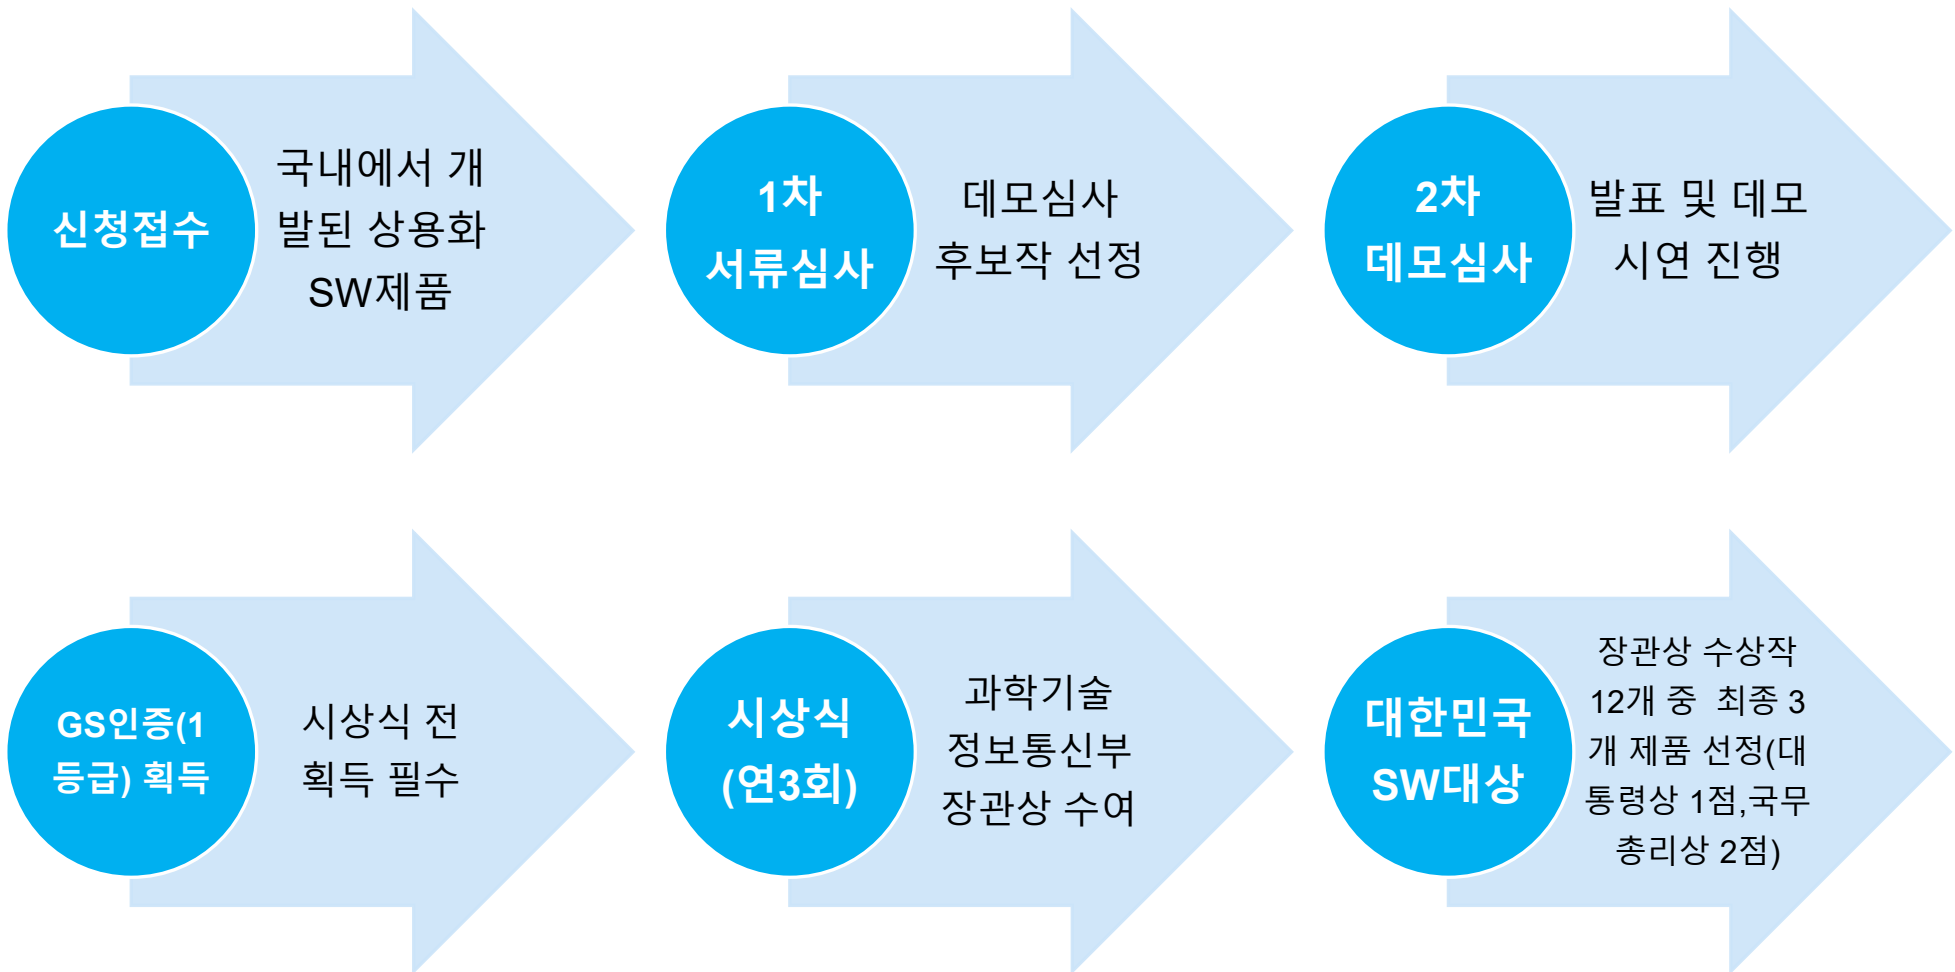 신청접수
국내에서 개
발된 상용화
SW제품
1차
서류심사
데모심사
후보작 선정
2차
데모심사
발표 및 데모
시연 진행
GS인증(1
등급) 획득
시상식 전
획득 필수
시상식
(연3회)
과학기술
정보통신부
장관상 수여
대한민국
SW대상
장관상 수상작
12개 중 최종 3
개 제품 선정(대
통령상 1점,국무
총리상 2점)